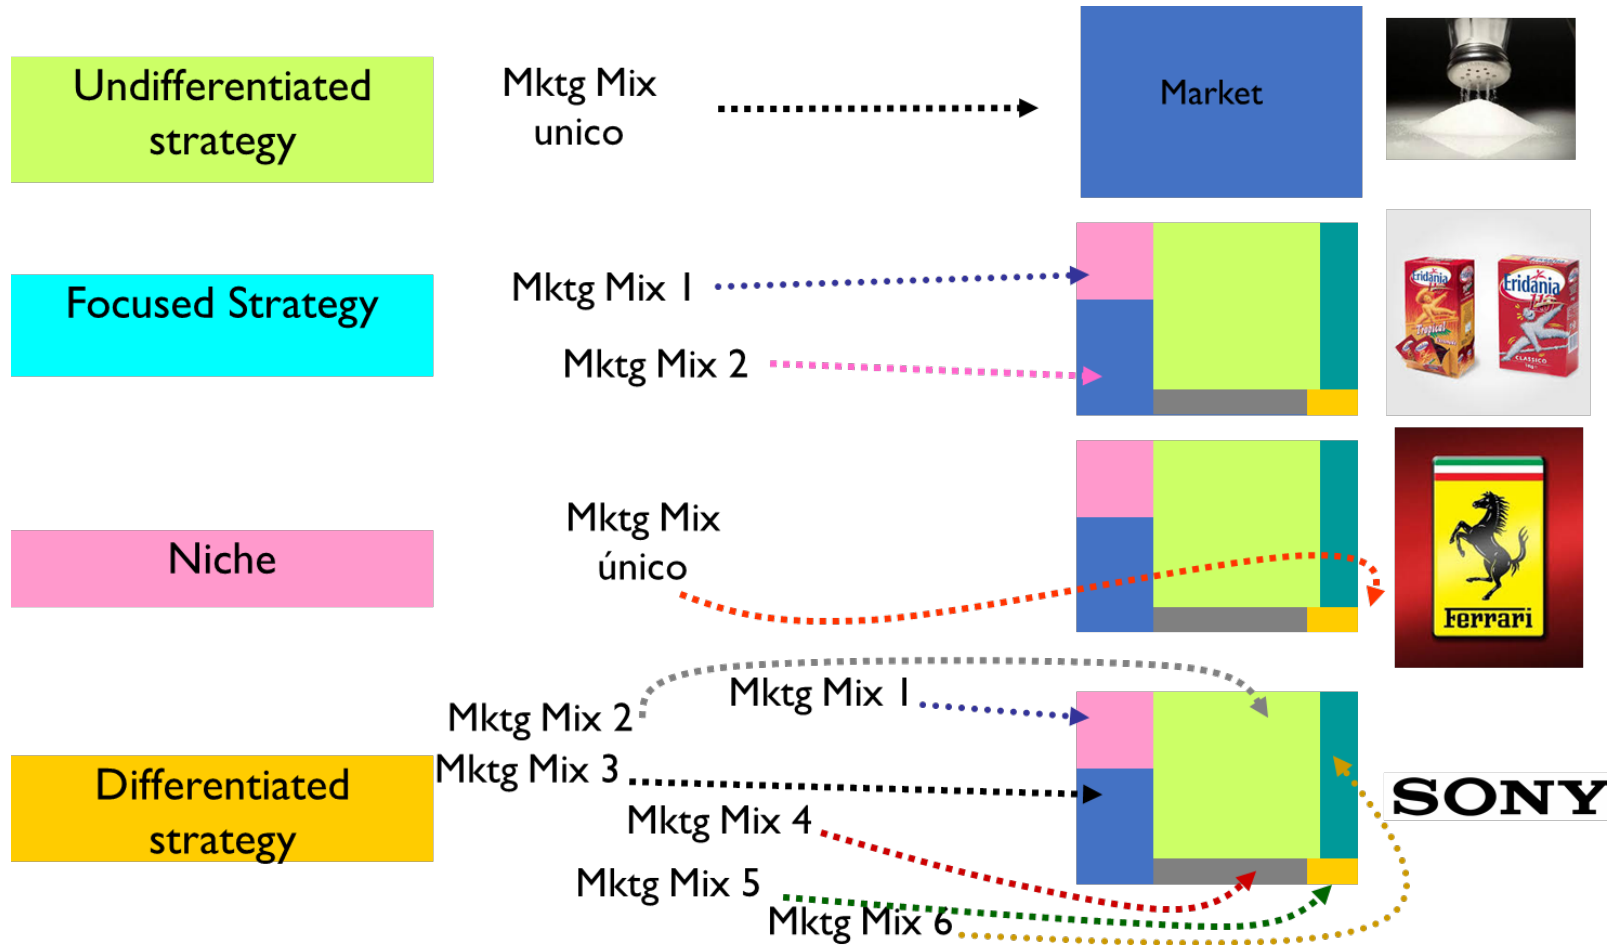 Undifferentiated
strategy
Mktg Mix
unico
Market
Focused Strategy
Mktg Mix 1
Mktg Mix 2
Eridania
Tropical
Eridania
CLASSICO
Niche
Mktg Mix
único
Ferrari
Differentiated
strategy
Mktg Mix 1
Mktg Mix 2
Mktg Mix 3
Mktg Mix 4
Mktg Mix 5
Mktg Mix 6
SONY